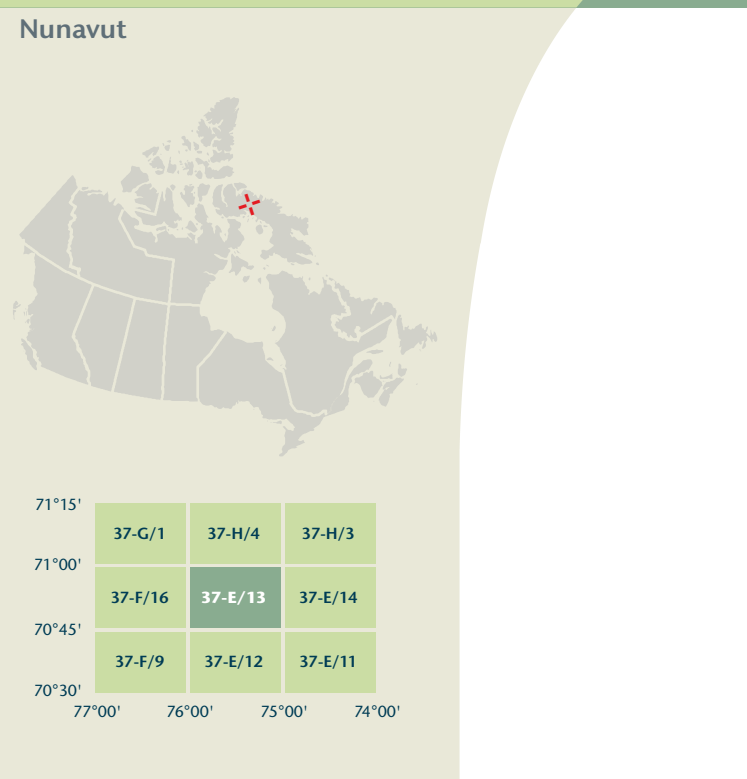 Nunavut
71°15'
37-G/1 37-H/4 37-H/3
71°00'
37-F/16 37-E/13 37-E/14
70°45'
37-F/9 37-E/12 37-E/11
70°30'
77°00' 76°00' 75°00' 74°00'